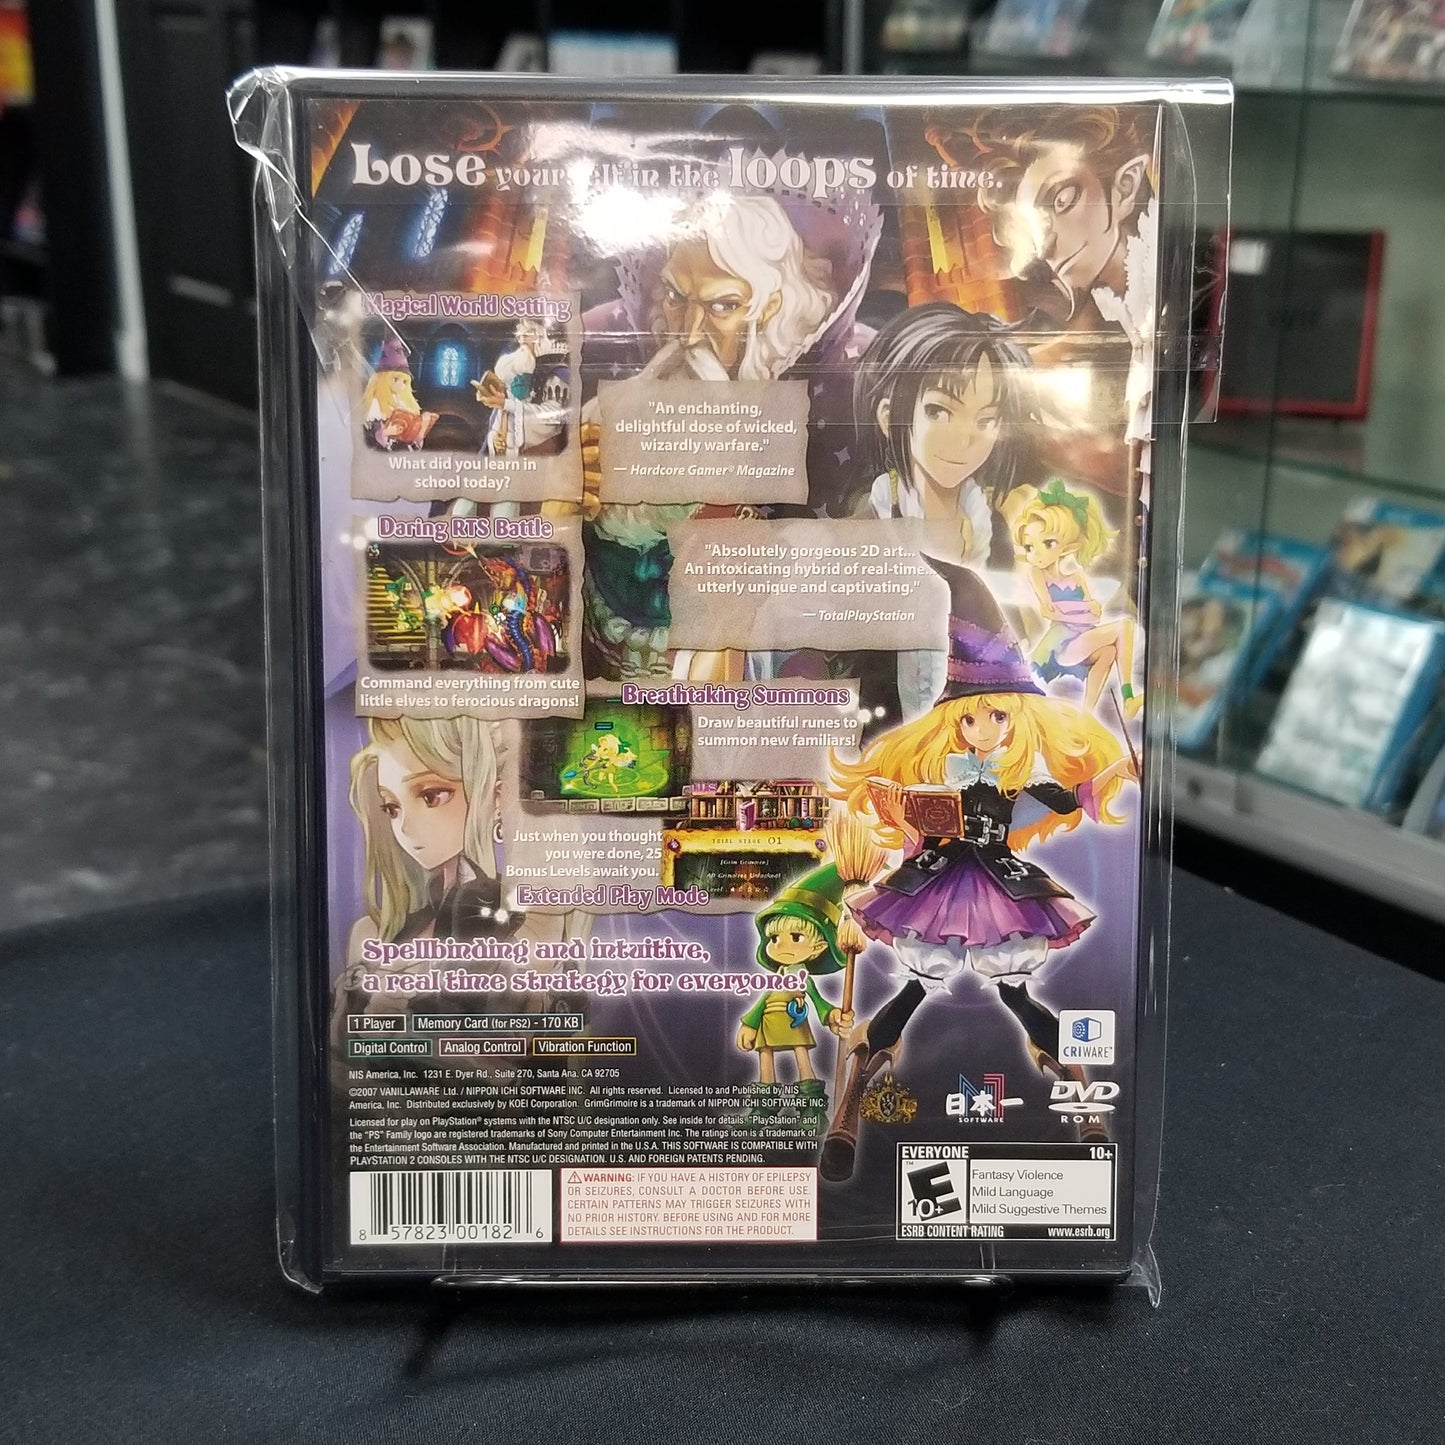 Lose yourself in the loops of time.
Magical World Setting
What did you learn in
school today?
"An enchanting,
delightful dose of wicked,
wizardly warfare."
— Hardcore Gamer® Magazine
Daring RTS Battle
Command everything from cute
little elves to ferocious dragons!
"Absolutely gorgeous 2D art...
An intoxicating hybrid of real-time...
utterly unique and captivating."
— TotalPlayStation
Breathtaking Summons
Draw beautiful runes to
summon new familiars!
Just when you thought
you were done, 25
Bonus Levels await you.
Extended Play Mode
TRIAL STAGE 01
[Grim Grimoire]
All Grimoires Unlocked!
Level : ★☆☆☆☆
Spellbinding and intuitive,
a real time strategy for everyone!
1 Player
Memory Card (for PS2) - 170 KB
Digital Control
Analog Control
Vibration Function
NIS America, Inc. 1231 E. Dyer Rd., Suite 270, Santa Ana. CA 92705
©2007 VANILLAWARE Ltd. / NIPPON ICHI SOFTWARE INC. All rights reserved. Licensed to and Published by NIS
America, Inc. Distributed exclusively by KOEI Corporation. GrimGrimoire is a trademark of NIPPON ICHI SOFTWARE INC.
Licensed for play on PlayStation® systems with the NTSC U/C designation only. See inside for details. "PlayStation" and
the "PS" Family logo are registered trademarks of Sony Computer Entertainment Inc. The ratings icon is a trademark of
the Entertainment Software Association. Manufactured and printed in the U.S.A. THIS SOFTWARE IS COMPATIBLE WITH
PLAYSTATION 2 CONSOLES WITH THE NTSC U/C DESIGNATION. U.S. AND FOREIGN PATENTS PENDING.
8 57823 00182 6
WARNING: IF YOU HAVE A HISTORY OF EPILEPSY
OR SEIZURES, CONSULT A DOCTOR BEFORE USE.
CERTAIN PATTERNS MAY TRIGGER SEIZURES WITH
NO PRIOR HISTORY. BEFORE USING AND FOR MORE
DETAILS SEE INSTRUCTIONS FOR THE PRODUCT.
CRIWARE™
日本一
SOFTWARE
DVD
ROM
EVERYONE 10+
™
E
10+
Fantasy Violence
Mild Language
Mild Suggestive Themes
ESRB CONTENT RATING www.esrb.org